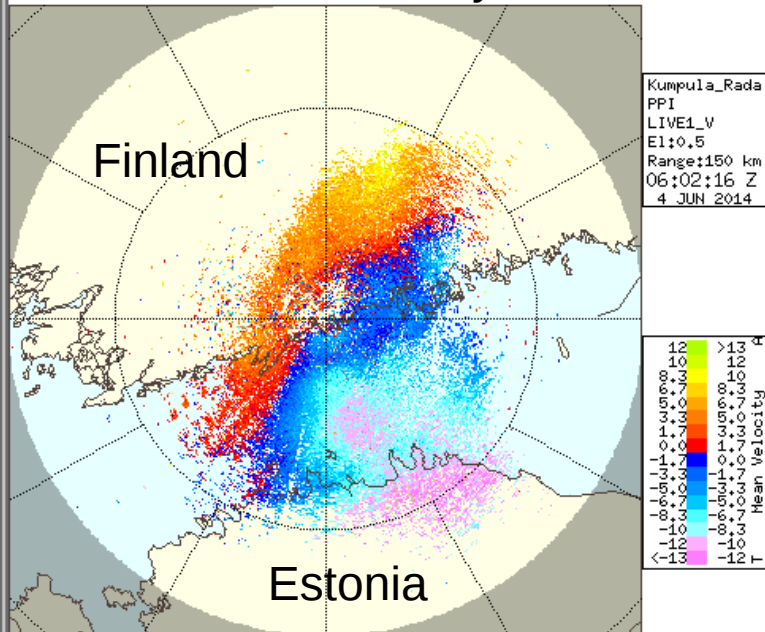 Finland
Estonia
Kumpula_Rada
PPI
LIVE1_V
El:0.5
Range:150 km
06:02:16 Z
4 JUN 2014
12 >13
10 12
8.3 10
6.7 8.3
5.0 6.7
3.3 5.0
1.7 3.3
0.0 1.7
-1.7 0.0
-3.3 -1.7
-5.0 -3.3
-6.7 -5.0
-8.3 -6.7
-10 -8.3
-12 -10
<-13 -12
T Mean Velocity A